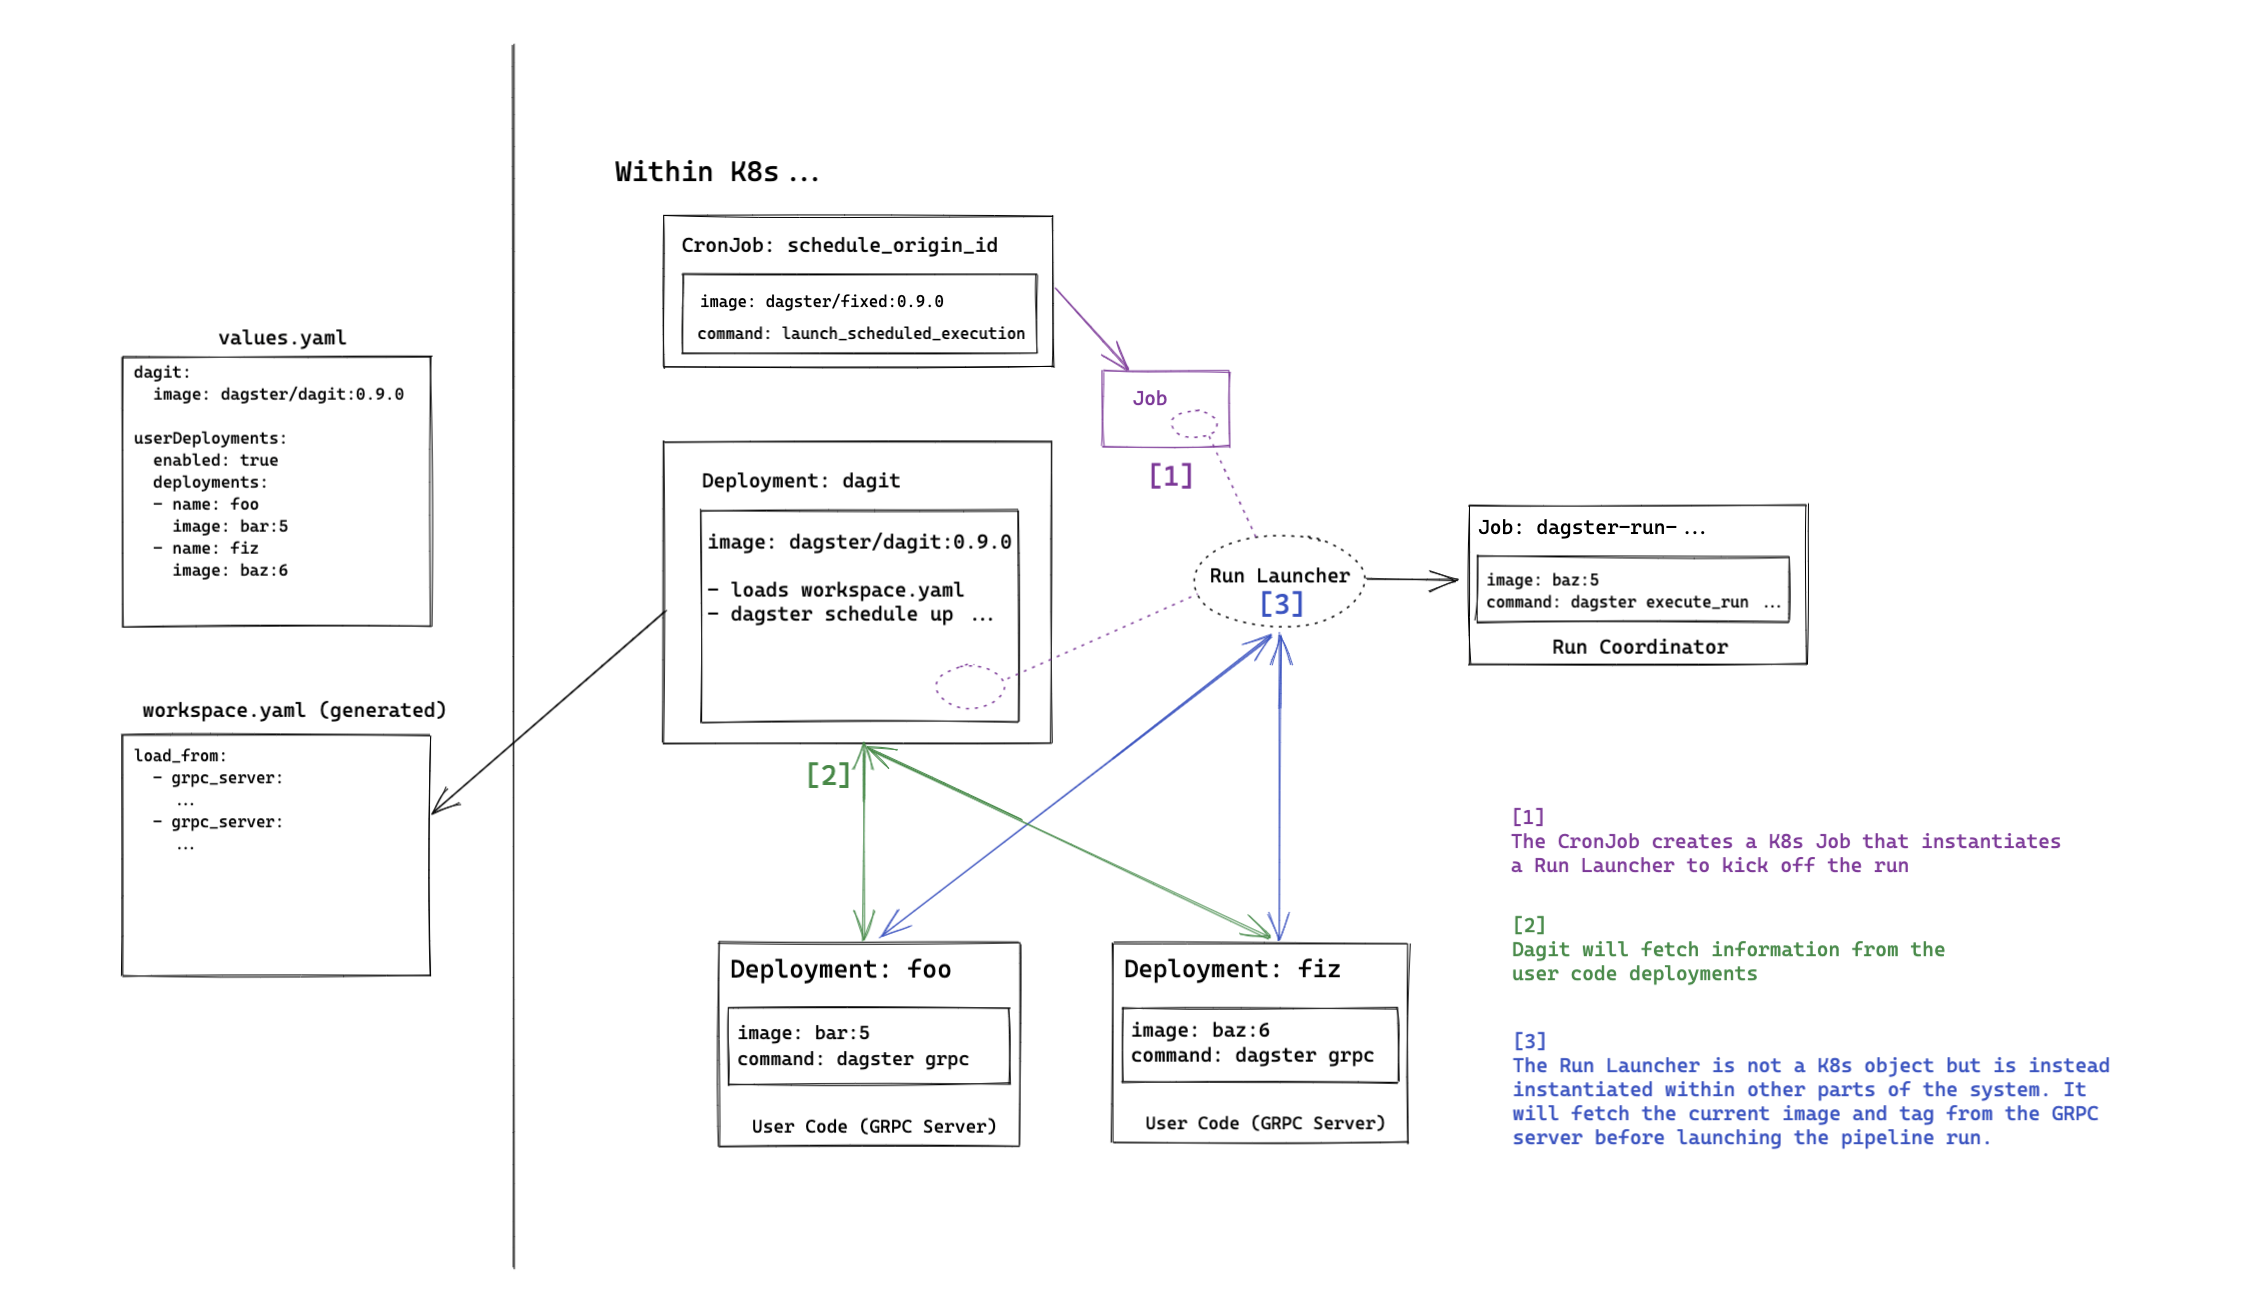 Within K8s ...
CronJob: schedule_origin_id
image: dagster/fixed:0.9.0
command: launch_scheduled_execution
values.yaml
dagit:
image: dagster/dagit:0.9.0
userDeployments:
enabled: true
deployments:
- name: foo
image: bar:5
- name: fiz
image: baz:6
workspace.yaml (generated)
load_from:
- grpc_server:
...
- grpc_server:
...
Job
[1]
Deployment: dagit
image: dagster/dagit:0.9.0
- loads workspace.yaml
- dagster schedule up ...
[2]
Run Launcher
[3]
Job: dagster-run- ...
image: baz:5
command: dagster execute_run ...
Run Coordinator
Deployment: foo
image: bar:5
command: dagster grpc
User Code (GRPC Server)
Deployment: fiz
image: baz:6
command: dagster grpc
User Code (GRPC Server)
[1]
The CronJob creates a K8s Job that instantiates
a Run Launcher to kick off the run
[2]
Dagit will fetch information from the
user code deployments
[3]
The Run Launcher is not a K8s object but is instead
instantiated within other parts of the system. It
will fetch the current image and tag from the GRPC
server before launching the pipeline run.